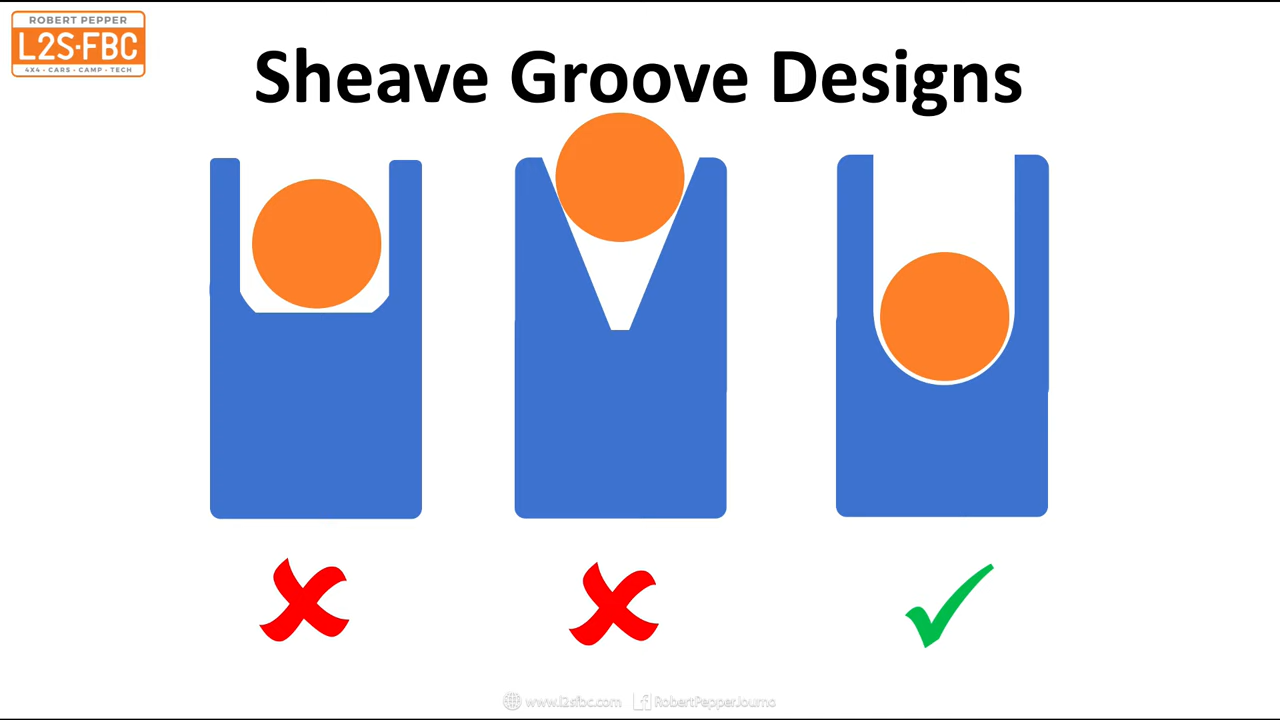 ROBERT PEPPER
L2S·FBC
4X4 · CARS · CAMP · TECH
Sheave Groove Designs
www.l2sfbc.com
RobertPepperJourno